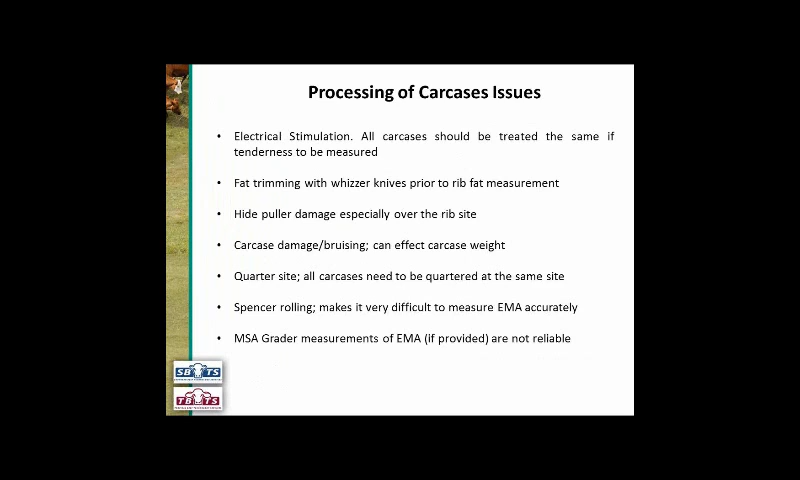 Processing of Carcases Issues
• Electrical Stimulation. All carcases should be treated the same if
tenderness to be measured
• Fat trimming with whizzer knives prior to rib fat measurement
• Hide puller damage especially over the rib site
• Carcase damage/bruising; can effect carcase weight
• Quarter site; all carcases need to be quartered at the same site
• Spencer rolling; makes it very difficult to measure EMA accurately
• MSA Grader measurements of EMA (if provided) are not reliable
SBTS
TBTS